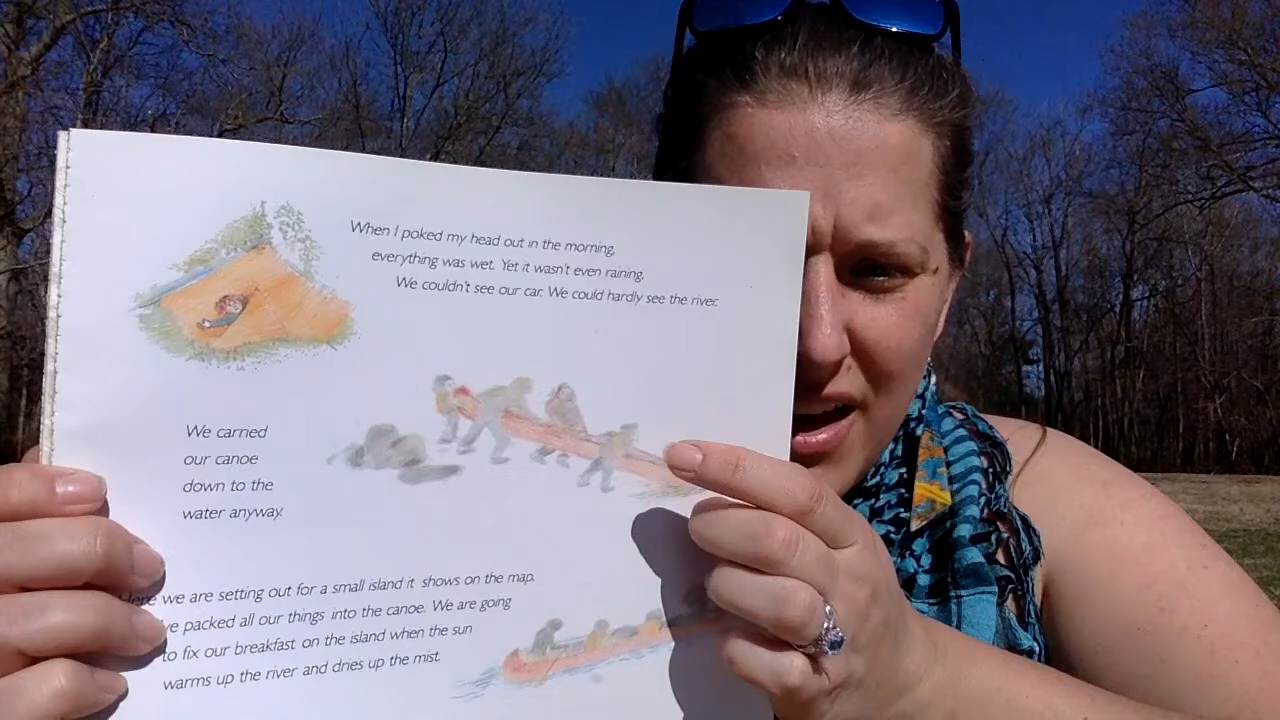 When I poked my head out in the morning,
everything was wet. Yet it wasn't even raining.
We couldn't see our car. We could hardly see the river.
We carried
our canoe
down to the
water anyway.
Here we are setting out for a small island it shows on the map.
packed all our things into the canoe. We are going
to fix our breakfast on the island when the sun
warms up the river and dries up the mist.